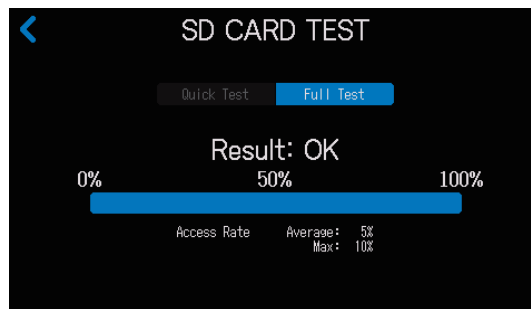 SD CARD TEST
Quick Test Full Test
Result: OK
0% 50% 100%
Access Rate Average: 5%
Max: 10%